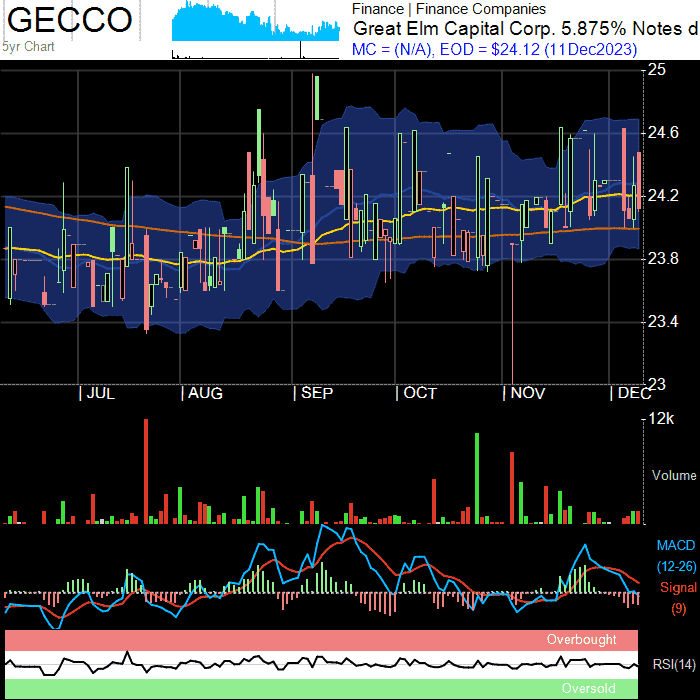 GECCO
5yr Chart
Finance | Finance Companies
Great Elm Capital Corp. 5.875% Notes d
MC = (N/A), EOD = $24.12 (11Dec2023)
25
24.6
24.2
23.8
23.4
23
| JUL | AUG | SEP | OCT | NOV | DEC
12k
Volume
MACD
(12-26)
Signal
(9)
Overbought
RSI(14)
Oversold